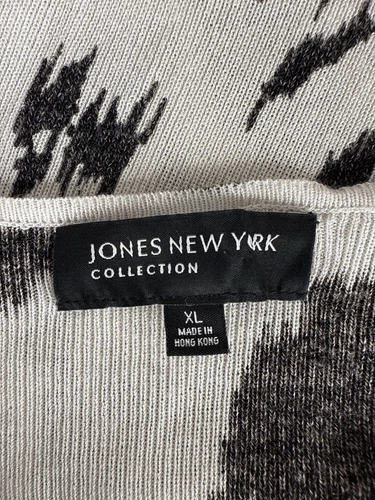 JONES NEW YORK
COLLECTION
XL
MADE IN
HONG KONG